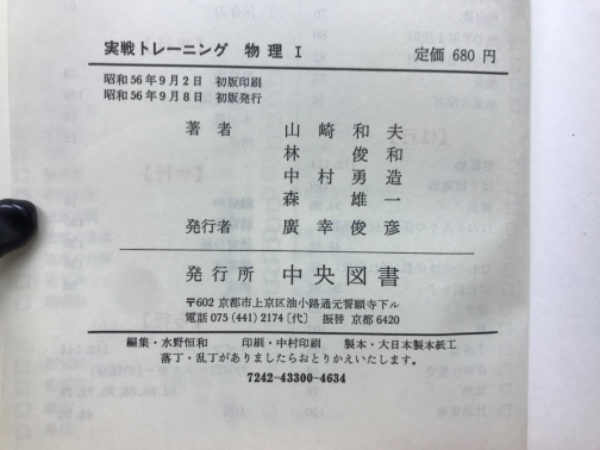 実戦トレーニング 物理Ⅰ 定価 680 円
昭和56年9月2日 初版印刷
昭和56年9月8日 初版発行
著者 山崎和夫
林俊和
中村勇造
森雄一
発行者 廣幸俊彦
発行所 中央図書
〒602 京都市上京区油小路通元誓願寺下ル
電話 075 (441) 2174〔代〕 振替 京都 6420
編集・水野恒和 印刷・中村印刷 製本・大日本製本紙工
落丁・乱丁がありましたらおとりかえいたします。
7242-43300-4634